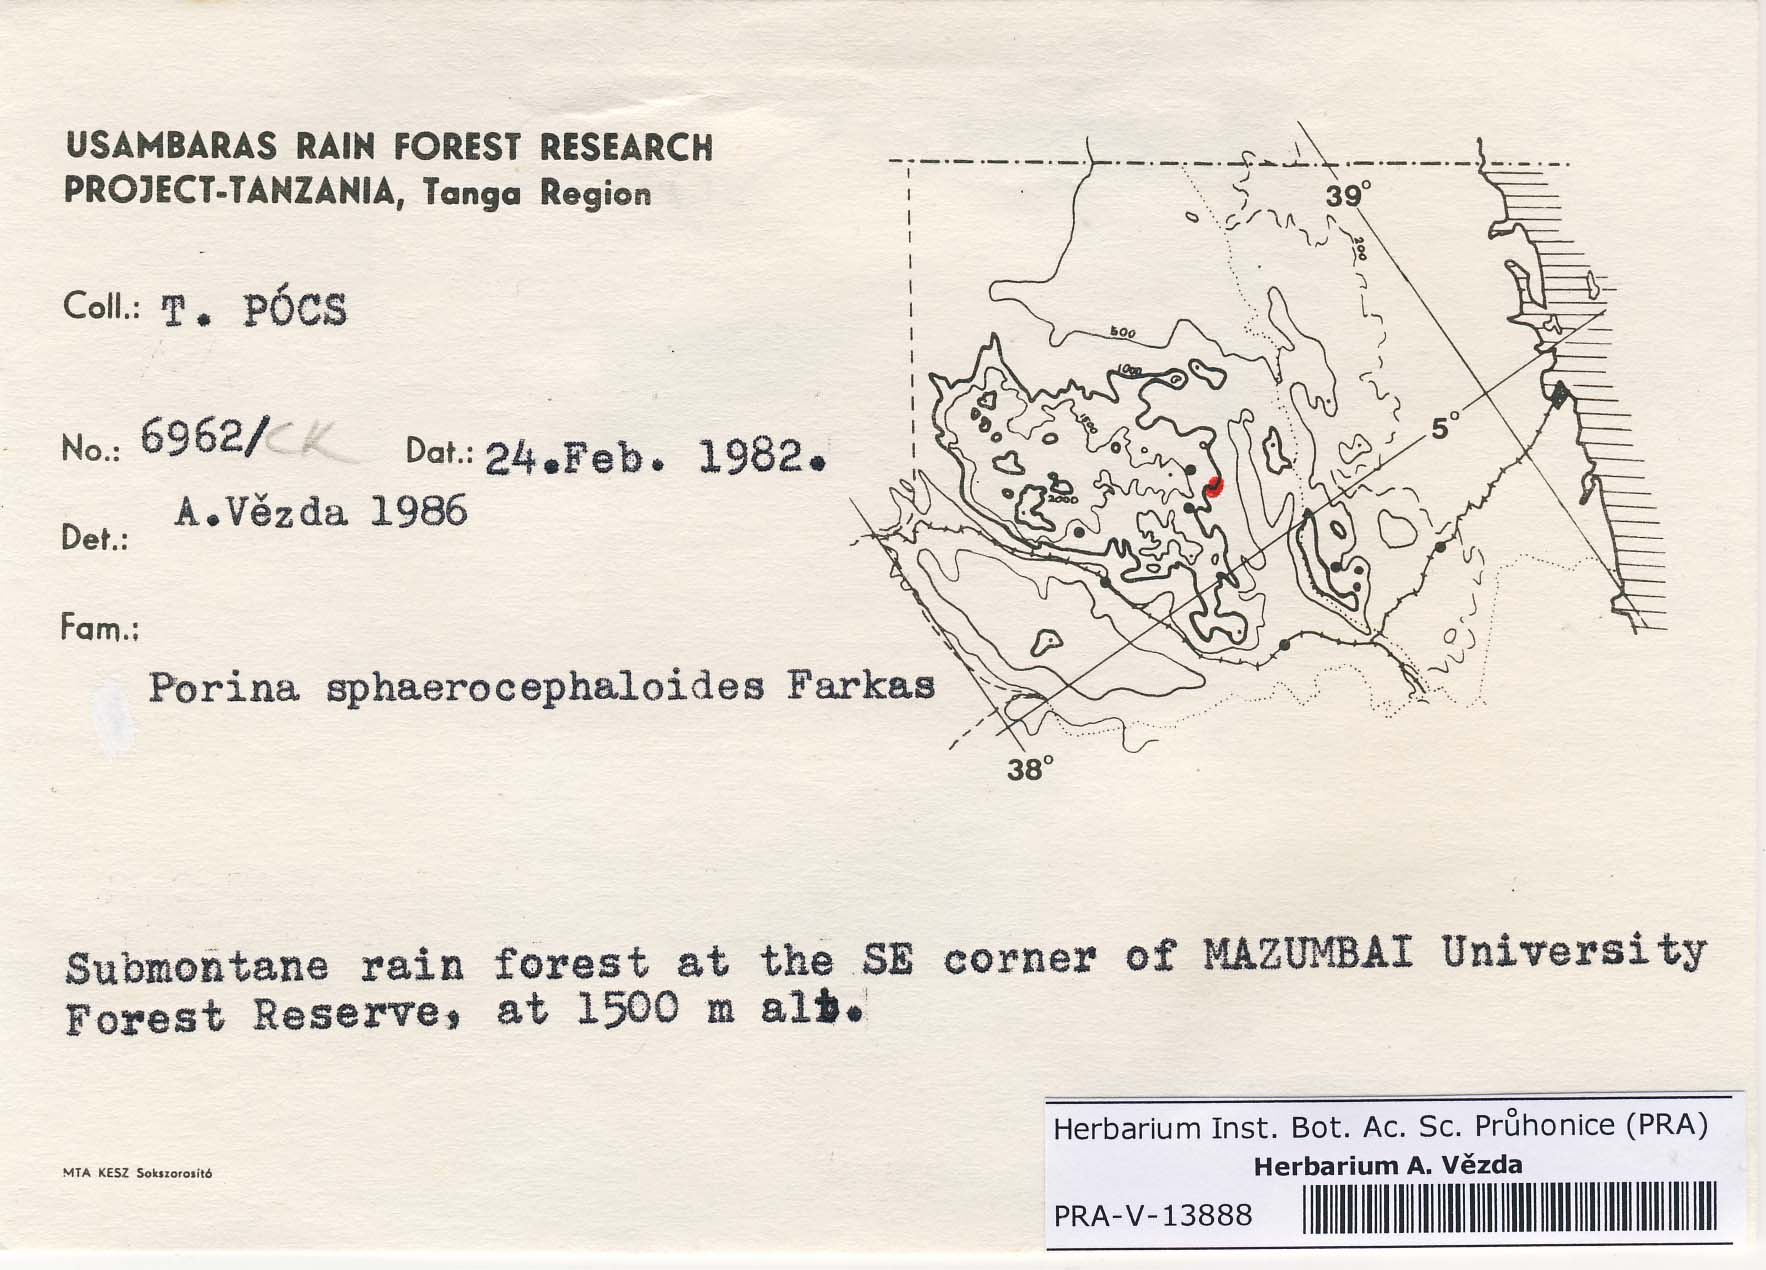 USAMBARAS RAIN FOREST RESEARCH
PROJECT-TANZANIA, Tanga Region
Coll.: T. PÓCS
No.: 6962/CK Dat.: 24.Feb. 1982.
Det.: A.Vězda 1986
Fam.:
Porina sphaerocephaloides Farkas
39°
200
500
1000
1500
5°
2000
38°
Submontane rain forest at the SE corner of MAZUMBAI University
Forest Reserve, at 1500 m alt.
MTA KESZ Sokszorosító
Herbarium Inst. Bot. Ac. Sc. Průhonice (PRA)
Herbarium A. Vězda
PRA-V-13888